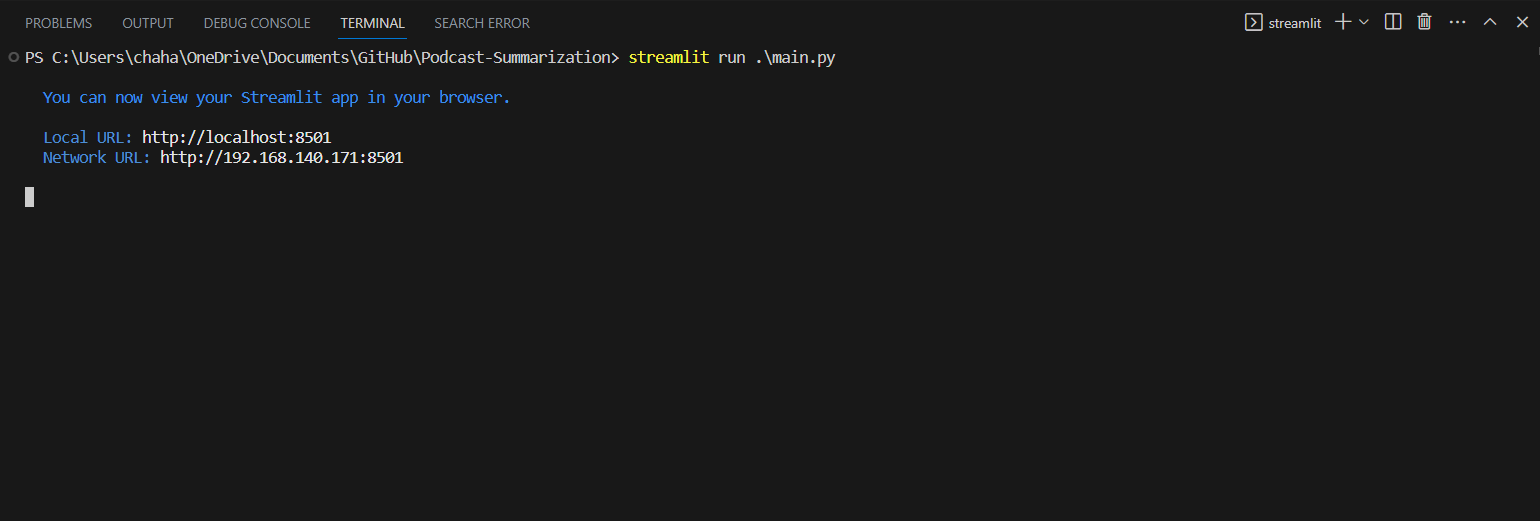 PROBLEMS OUTPUT DEBUG CONSOLE TERMINAL SEARCH ERROR streamlit
PS C:\Users\chaha\OneDrive\Documents\GitHub\Podcast-Summarization> streamlit run .\main.py
You can now view your Streamlit app in your browser.
Local URL: http://localhost:8501
Network URL: http://192.168.140.171:8501